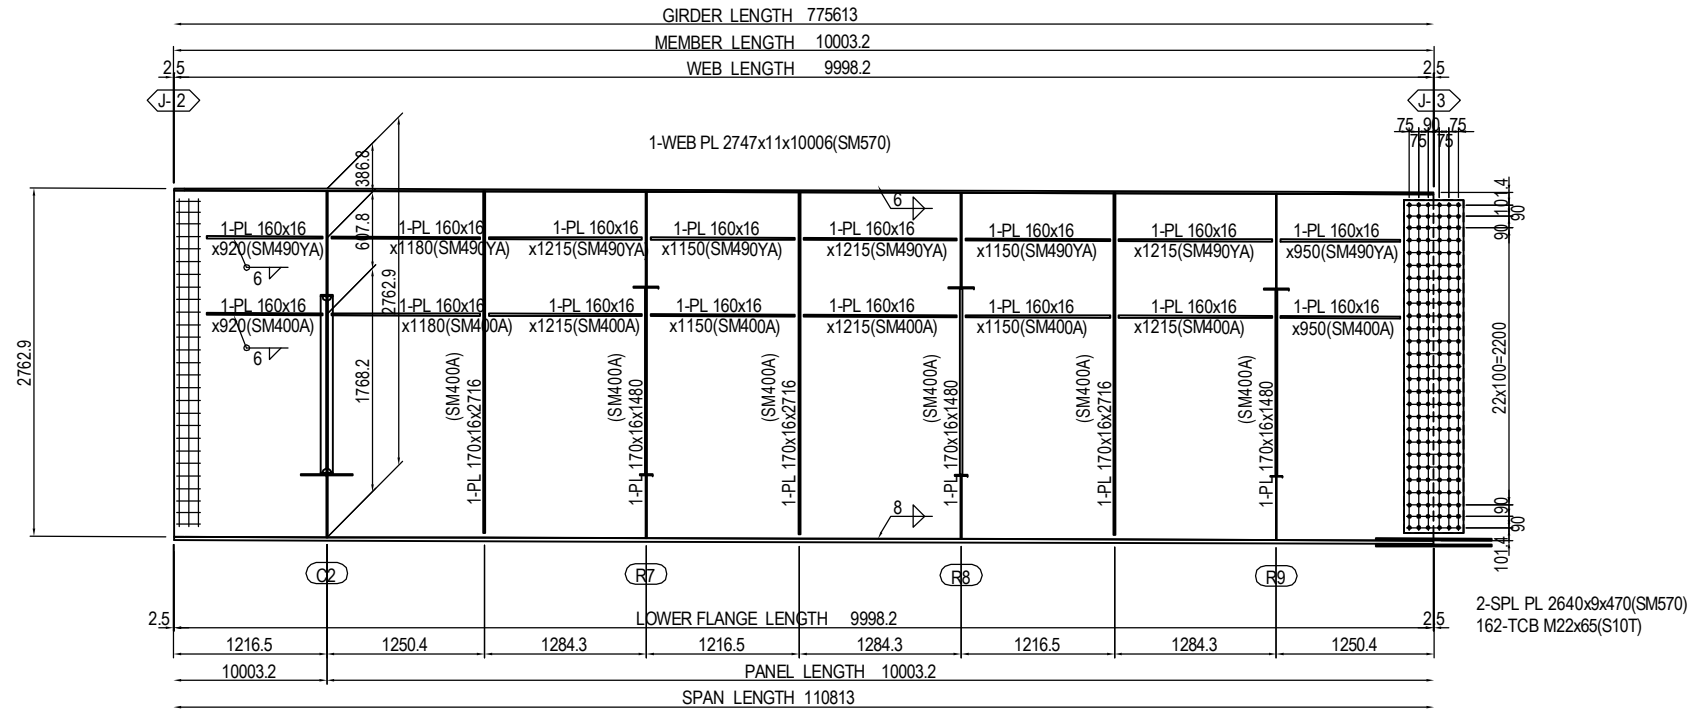 GIRDER LENGTH 775613
MEMBER LENGTH 10003.2
2.5 WEB LENGTH 9998.2 2.5
J-2 J-3
75 90 75
75 75
1-WEB PL 2747x11x10006(SM570)
386.8
607.8
2762.9
1768.2
2762.9
6
1-PL 160x16 1-PL 160x16 1-PL 160x16 1-PL 160x16 1-PL 160x16 1-PL 160x16 1-PL 160x16 1-PL 160x16
x920(SM490YA) x1180(SM490YA) x1215(SM490YA) x1150(SM490YA) x1215(SM490YA) x1150(SM490YA) x1215(SM490YA) x950(SM490YA)
6
1-PL 160x16 1-PL 160x16 1-PL 160x16 1-PL 160x16 1-PL 160x16 1-PL 160x16 1-PL 160x16 1-PL 160x16
x920(SM400A) x1180(SM400A) x1215(SM400A) x1150(SM400A) x1215(SM400A) x1150(SM400A) x1215(SM400A) x950(SM400A)
6
(SM400A)
1-PL 170x16x2716
(SM400A)
1-PL 170x16x1480
(SM400A)
1-PL 170x16x2716
(SM400A)
1-PL 170x16x1480
(SM400A)
1-PL 170x16x2716
(SM400A)
1-PL 170x16x1480
8
101.4
90
90
22x100=2200
90
90
101.4
C2 R7 R8 R9
2-SPL PL 2640x9x470(SM570)
162-TCB M22x65(S10T)
2.5 LOWER FLANGE LENGTH 9998.2 2.5
1216.5 1250.4 1284.3 1216.5 1284.3 1216.5 1284.3 1250.4
10003.2 PANEL LENGTH 10003.2
SPAN LENGTH 110813